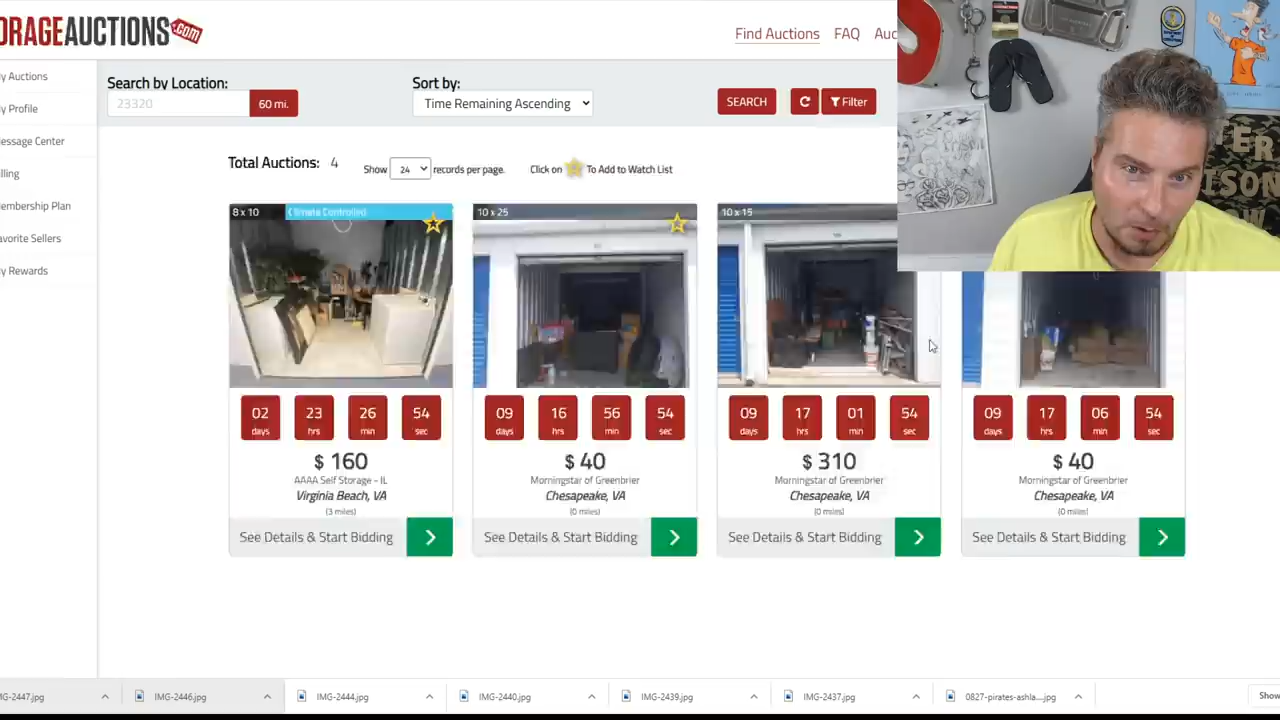 ORAGEAUCTIONS.COM
Find Auctions
FAQ
Auc
y Auctions
y Profile
essage Center
lling
embership Plan
avorite Sellers
y Rewards
Search by Location:
23320
60 mi.
Sort by:
Time Remaining Ascending
SEARCH
Filter
Total Auctions: 4
Show 24 records per page.
Click on To Add to Watch List
8 x 10
Climate Controlled
02 days 23 hrs 26 min 54 sec
$ 160
AAAA Self Storage - IL
Virginia Beach, VA
(3 miles)
See Details & Start Bidding
10 x 25
09 days 16 hrs 56 min 54 sec
$ 40
Morningstar of Greenbrier
Chesapeake, VA
(0 miles)
See Details & Start Bidding
10 x 15
09 days 17 hrs 01 min 54 sec
$ 310
Morningstar of Greenbrier
Chesapeake, VA
(0 miles)
See Details & Start Bidding
09 days 17 hrs 06 min 54 sec
$ 40
Morningstar of Greenbrier
Chesapeake, VA
(0 miles)
See Details & Start Bidding
MG-2447.jpg
IMG-2446.jpg
IMG-2444.jpg
IMG-2440.jpg
IMG-2439.jpg
IMG-2437.jpg
0827-pirates-ashla....jpg
Show